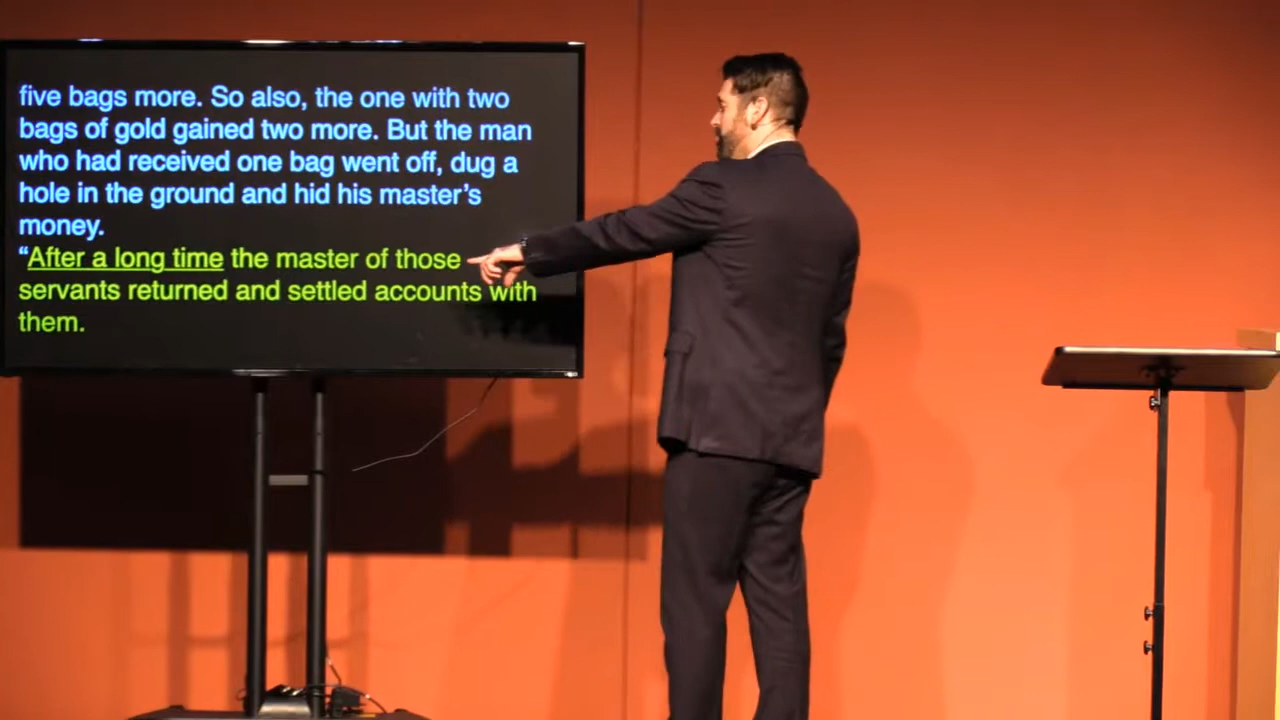 five bags more. So also, the one with two
bags of gold gained two more. But the man
who had received one bag went off, dug a
hole in the ground and hid his master’s
money.
“After a long time the master of those
servants returned and settled accounts with
them.